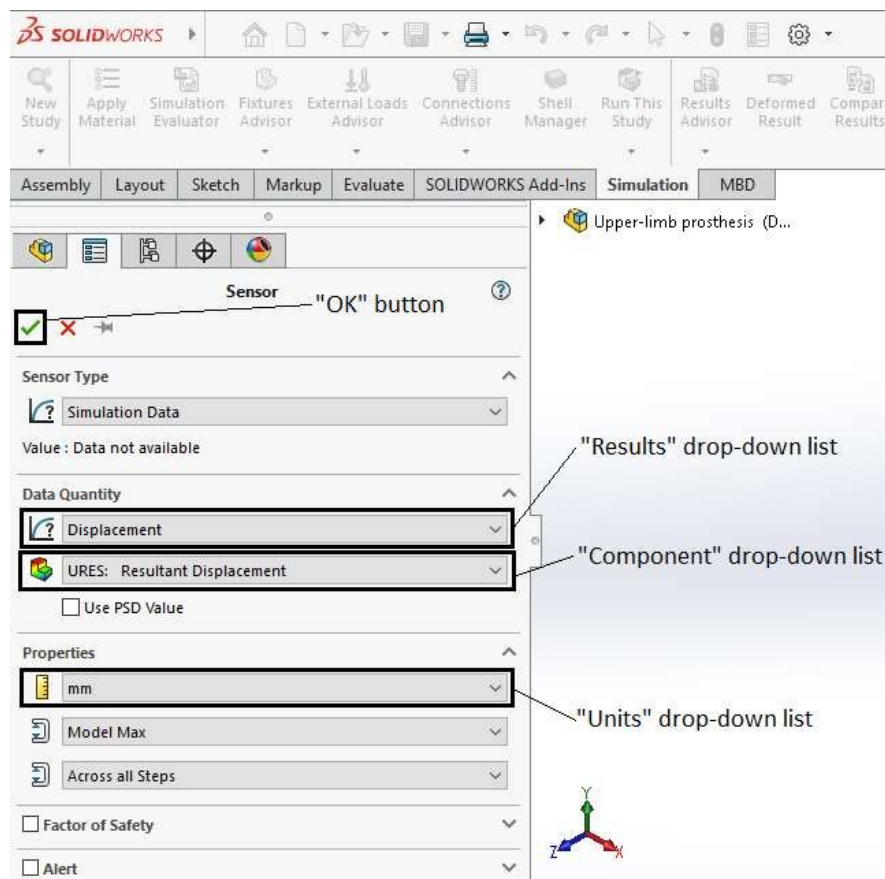 SOLIDWORKS
New Study
Apply Material
Simulation Evaluator
Fixtures Advisor
External Loads Advisor
Connections Advisor
Shell Manager
Run This Study
Results Advisor
Deformed Result
Compar Results
Assembly Layout Sketch Markup Evaluate SOLIDWORKS Add-Ins Simulation MBD
Upper-limb prosthesis (D...
Sensor
"OK" button
Sensor Type
Simulation Data
Value : Data not available
"Results" drop-down list
Data Quantity
Displacement
"Component" drop-down list
URES: Resultant Displacement
Use PSD Value
Properties
mm
"Units" drop-down list
Model Max
Across all Steps
Factor of Safety
Alert
Y
Z
X